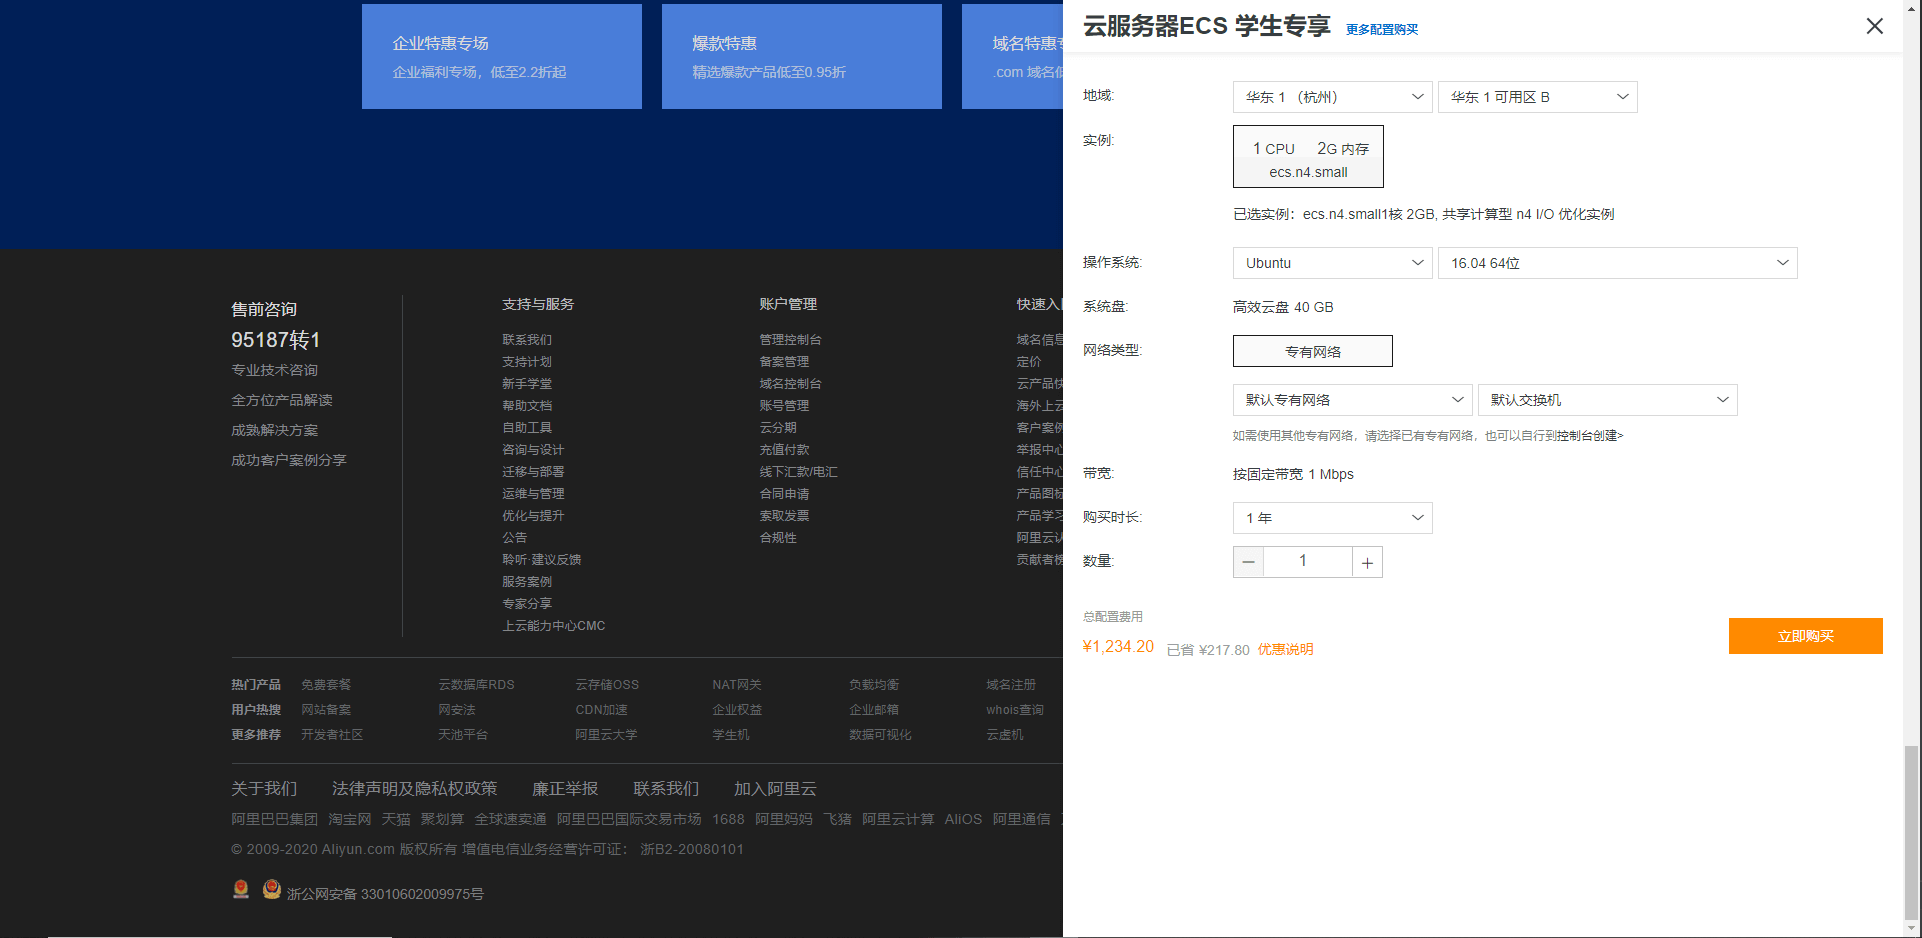 企业特惠专场
企业福利专场，低至2.2折起
爆款特惠
精选爆款产品低至0.95折
域名特惠
.com 域名低
售前咨询
95187转1
专业技术咨询
全方位产品解读
成熟解决方案
成功客户案例分享
支持与服务
联系我们
支持计划
新手学堂
帮助文档
自助工具
咨询与设计
迁移与部署
运维与管理
优化与提升
公告
聆听·建议反馈
服务案例
专家分享
上云能力中心CMC
账户管理
管理控制台
备案管理
域名控制台
账号管理
云分期
充值付款
线下汇款/电汇
合同申请
索取发票
合规性
快速入
域名信息
定价
云产品快
海外上云
客户案例
举报中心
信任中心
产品图标
产品学习
阿里云认
贡献者榜
热门产品 免费套餐 云数据库RDS 云存储OSS NAT网关 负载均衡 域名注册
用户热搜 网站备案 网安法 CDN加速 企业权益 企业邮箱 whois查询
更多推荐 开发者社区 天池平台 阿里云大学 学生机 数据可视化 云虚机
关于我们 法律声明及隐私权政策 廉正举报 联系我们 加入阿里云
阿里巴巴集团 淘宝网 天猫 聚划算 全球速卖通 阿里巴巴国际交易市场 1688 阿里妈妈 飞猪 阿里云计算 AliOS 阿里通信
© 2009-2020 Aliyun.com 版权所有 增值电信业务经营许可证： 浙B2-20080101
浙公网安备 33010602009975号
云服务器ECS 学生专享 更多配置购买
地域: 华东 1 （杭州） 华东 1 可用区 B
实例: 1 CPU 2G 内存
ecs.n4.small
已选实例：ecs.n4.small1核 2GB, 共享计算型 n4 I/O 优化实例
操作系统: Ubuntu 16.04 64位
系统盘: 高效云盘 40 GB
网络类型: 专有网络
默认专有网络 默认交换机
如需使用其他专有网络，请选择已有专有网络，也可以自行到控制台创建>
带宽: 按固定带宽 1 Mbps
购买时长: 1 年
数量: 1
总配置费用
¥1,234.20 已省 ¥217.80 优惠说明
立即购买